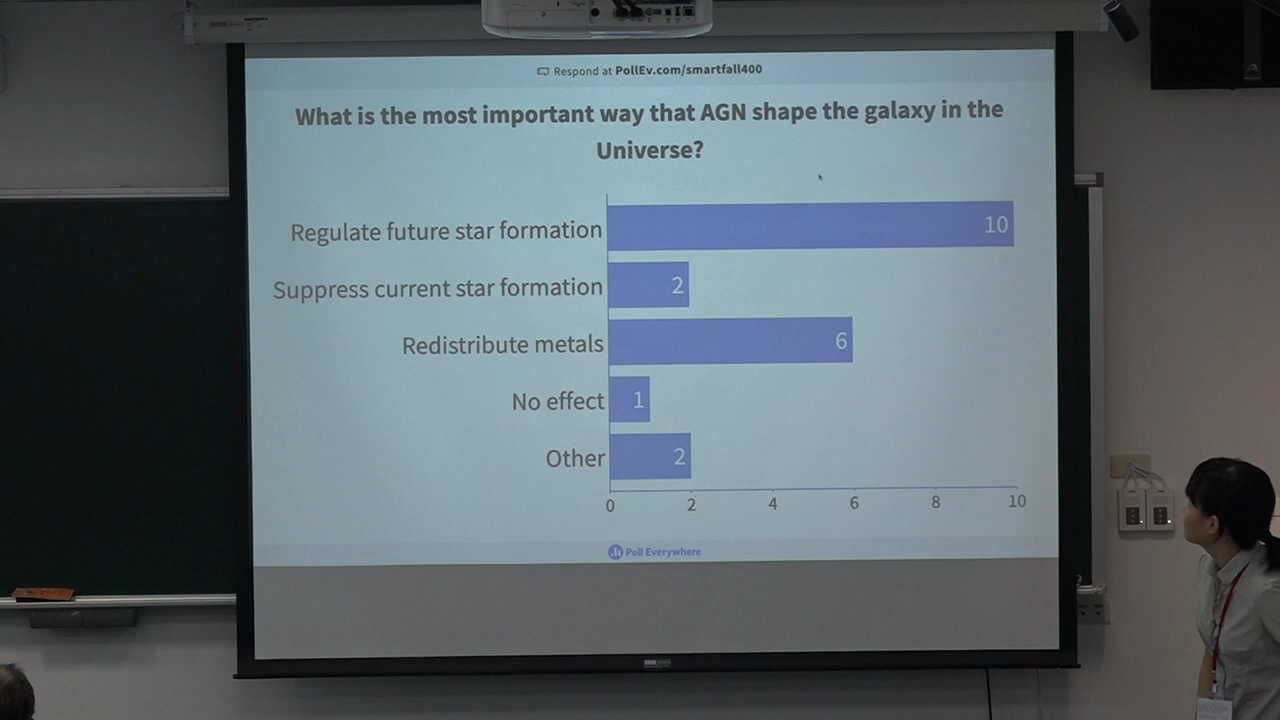 Respond at PollEv.com/smartfall400
What is the most important way that AGN shape the galaxy in the
Universe?
Regulate future star formation 10
Suppress current star formation 2
Redistribute metals 6
No effect 1
Other 2
0 2 4 6 8 10
Poll Everywhere